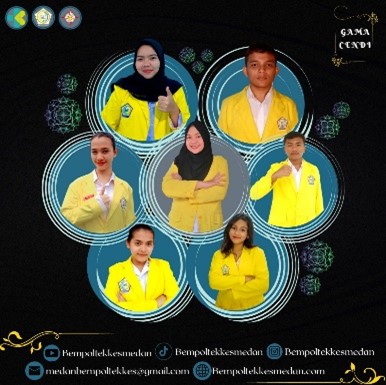 GAMA
CENDI
Bempoltekkesmedan Bempoltekkesmedan Bempoltekkesmedan
medanbempoltekkes@gmail.com Bempoltekkesmedan.com